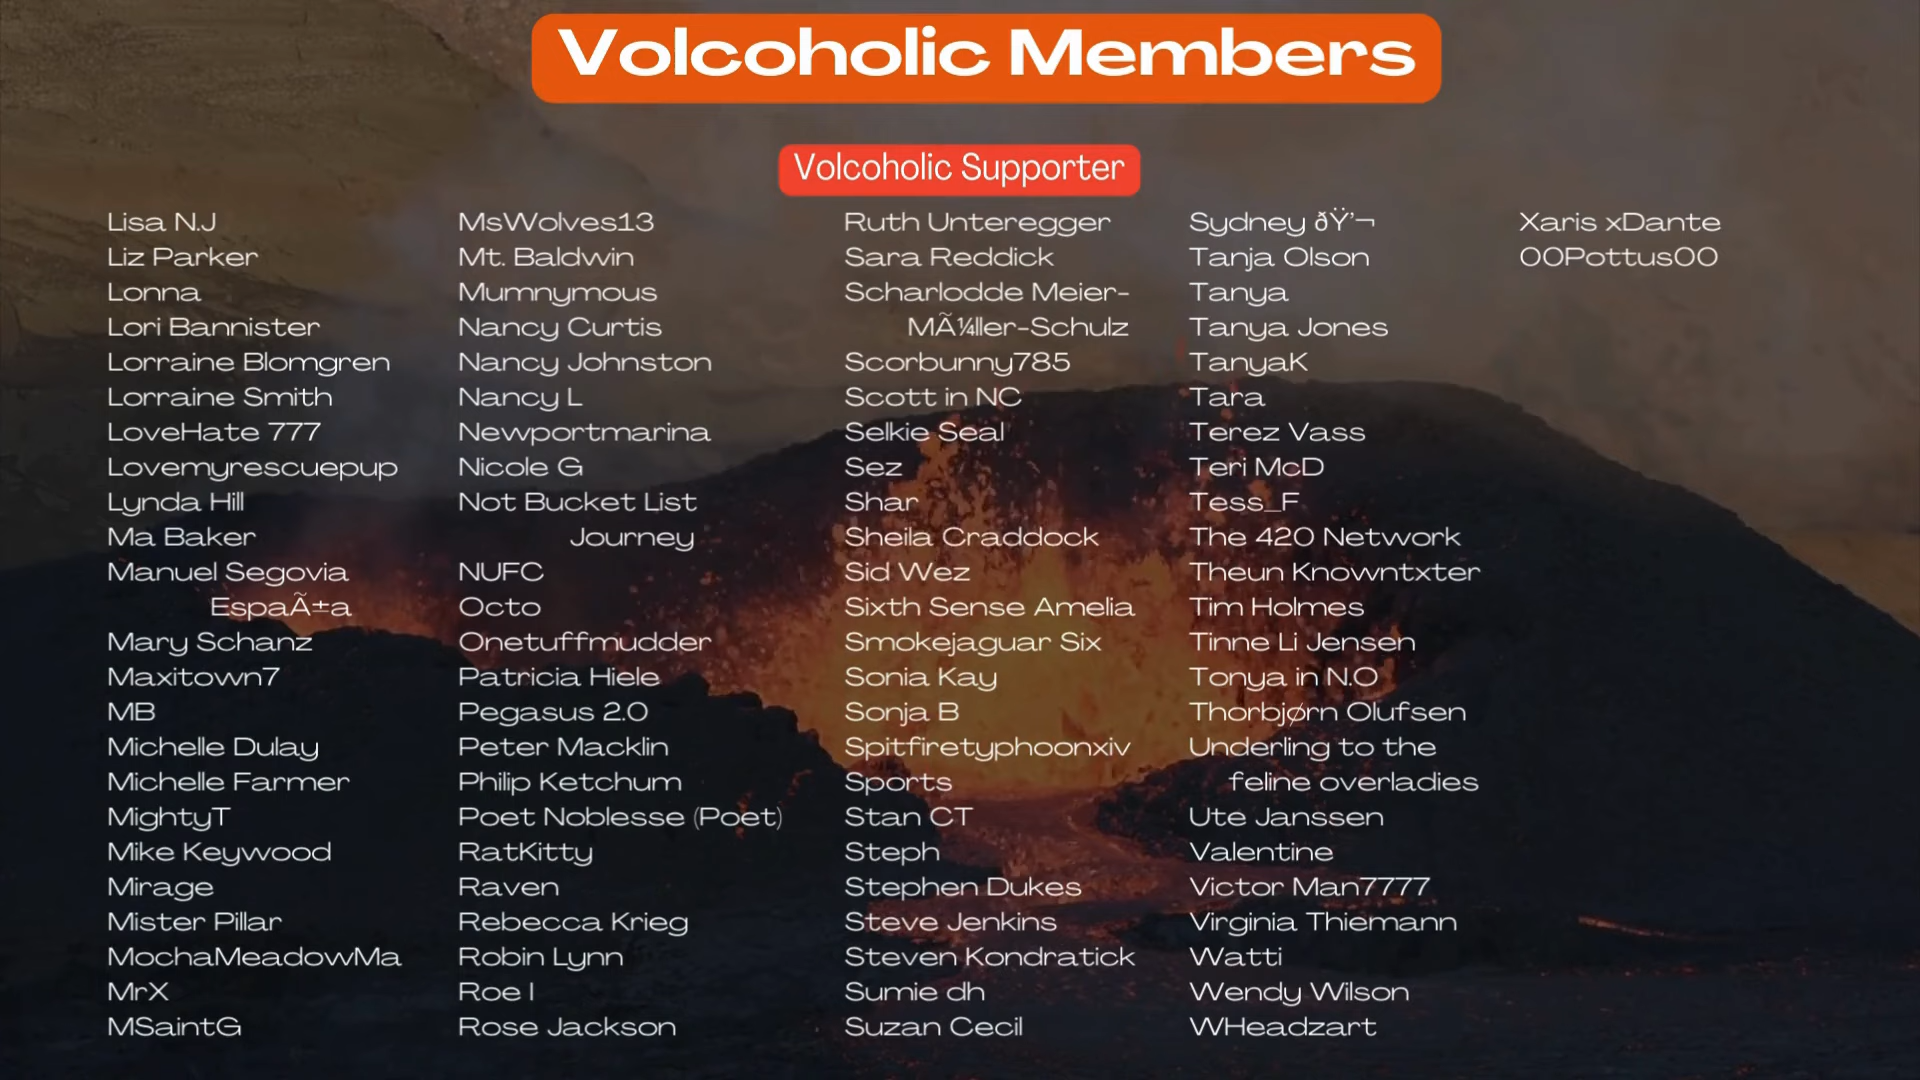 Volcoholic Members
Volcoholic Supporter
Lisa N.J
Liz Parker
Lonna
Lori Bannister
Lorraine Blomgren
Lorraine Smith
LoveHate 777
Lovemyrescuepup
Lynda Hill
Ma Baker
Manuel Segovia
EspaÃ±a
Mary Schanz
Maxitown7
MB
Michelle Dulay
Michelle Farmer
MightyT
Mike Keywood
Mirage
Mister Pillar
MochaMeadowMa
MrX
MSaintG
MsWolves13
Mt. Baldwin
Mumnymous
Nancy Curtis
Nancy Johnston
Nancy L
Newportmarina
Nicole G
Not Bucket List
Journey
NUFC
Octo
Onetuffmudder
Patricia Hiele
Pegasus 2.0
Peter Macklin
Philip Ketchum
Poet Noblesse (Poet)
RatKitty
Raven
Rebecca Krieg
Robin Lynn
Roe I
Rose Jackson
Ruth Unteregger
Sara Reddick
Scharlodde Meier-
MÃ¼ller-Schulz
Scorbunny785
Scott in NC
Selkie Seal
Sez
Shar
Sheila Craddock
Sid Wez
Sixth Sense Amelia
Smokejaguar Six
Sonia Kay
Sonja B
Spitfiretyphoonxiv
Sports
Stan CT
Steph
Stephen Dukes
Steve Jenkins
Steven Kondratick
Sumie dh
Suzan Cecil
Sydney ðŸ’¬
Tanja Olson
Tanya
Tanya Jones
TanyaK
Tara
Terez Vass
Teri McD
Tess_F
The 420 Network
Theun Knowntxter
Tim Holmes
Tinne Li Jensen
Tonya in N.O
Thorbjørn Olufsen
Underling to the
feline overladies
Ute Janssen
Valentine
Victor Man7777
Virginia Thiemann
Watti
Wendy Wilson
WHeadzart
Xaris xDante
00Pottus00